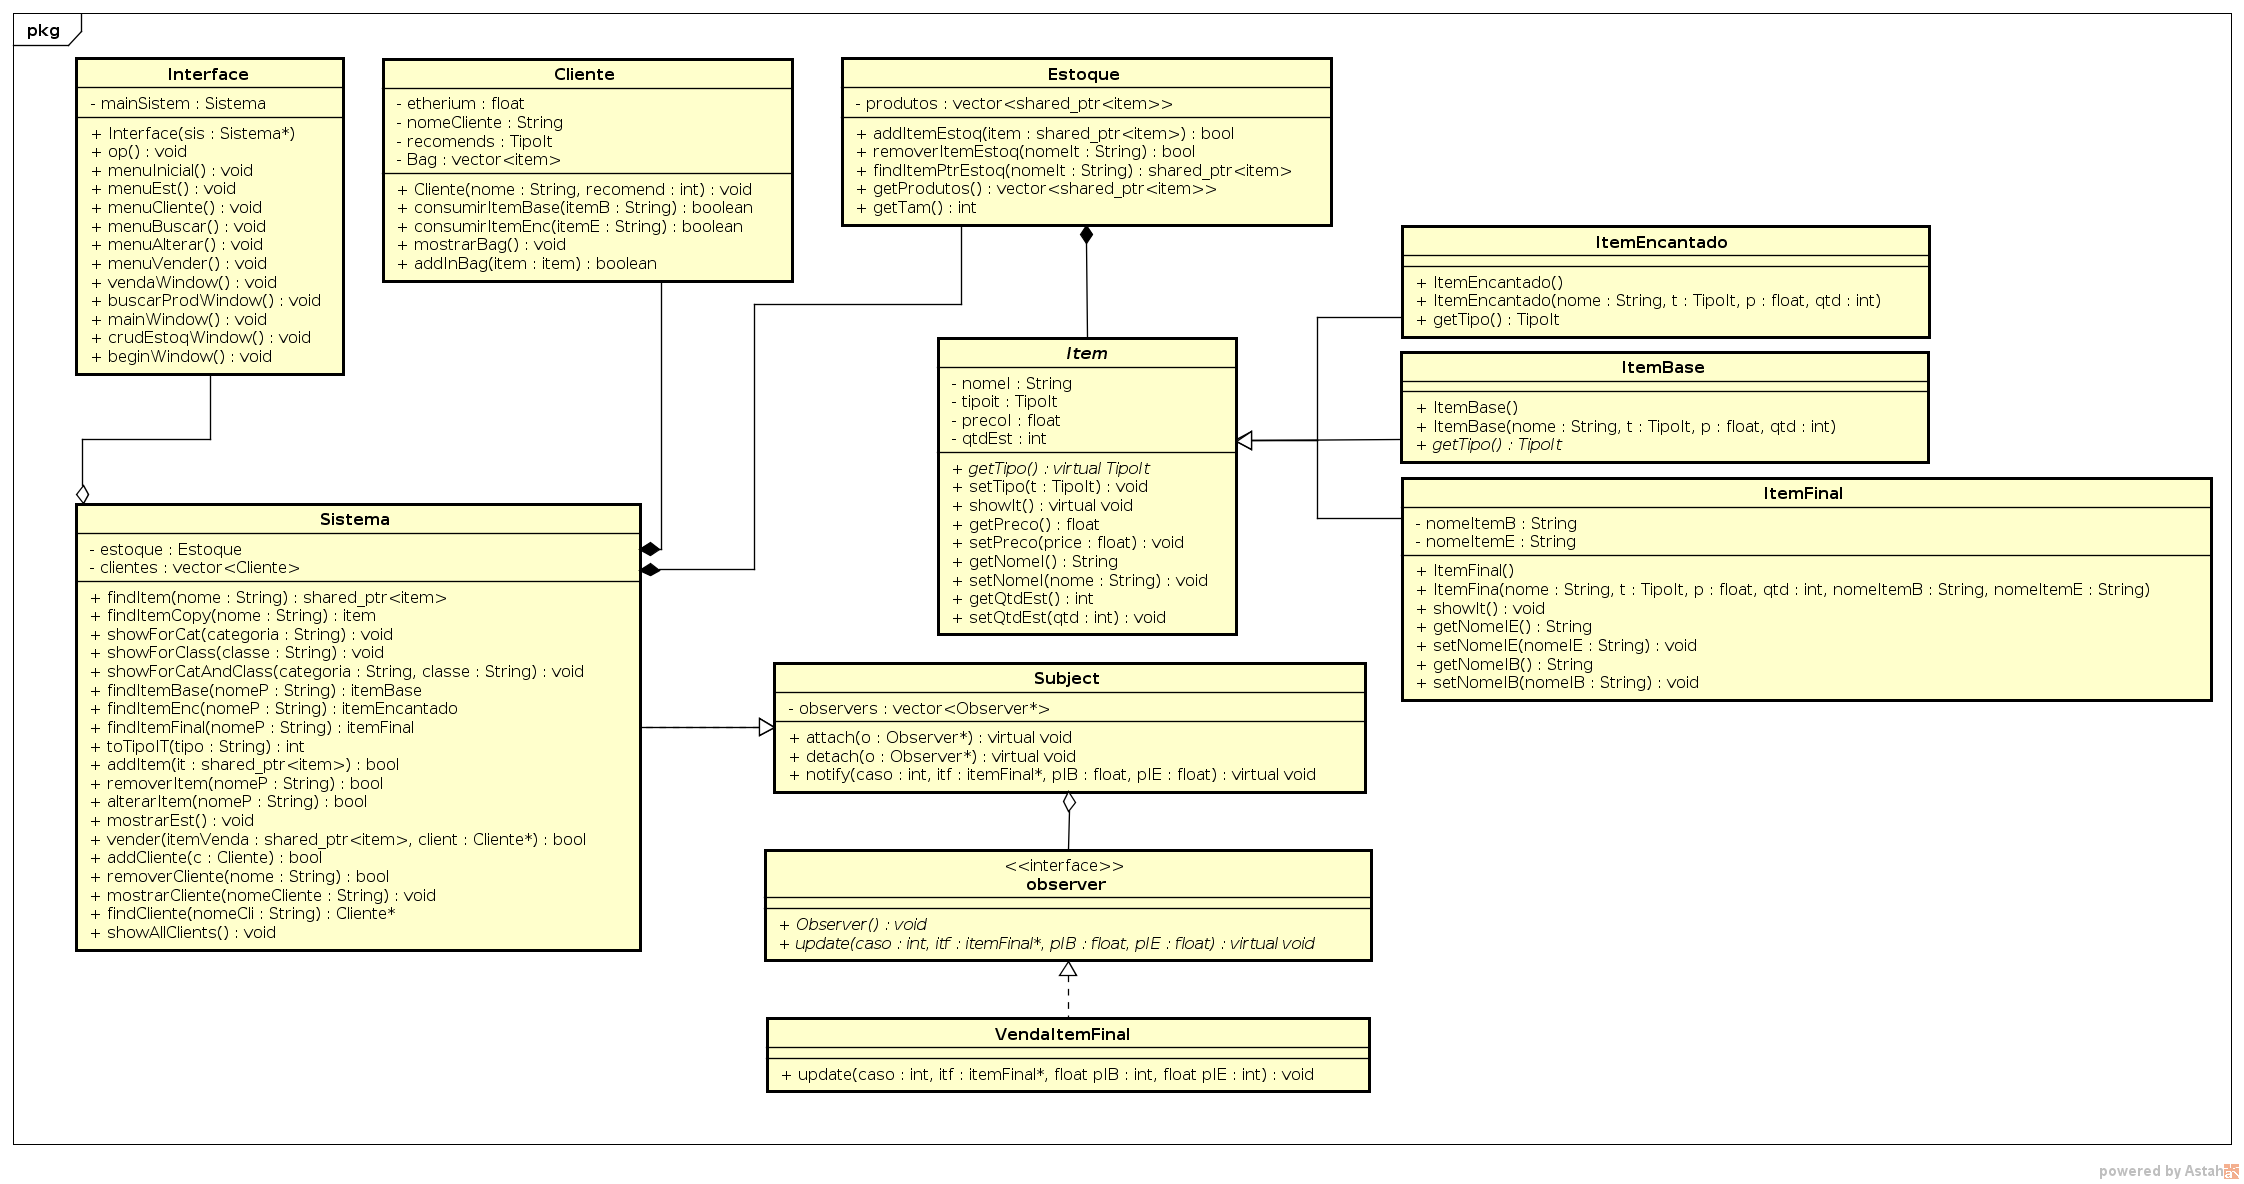 pkg
Interface
- mainSistem : Sistema
+ Interface(sis : Sistema*)
+ op() : void
+ menuInicial() : void
+ menuEst() : void
+ menuCliente() : void
+ menuBuscar() : void
+ menuAlterar() : void
+ menuVender() : void
+ vendaWindow() : void
+ buscarProdWindow() : void
+ mainWindow() : void
+ crudEstoqWindow() : void
+ beginWindow() : void
Cliente
- etherium : float
- nomeCliente : String
- recomends : TipoIt
- Bag : vector<item>
+ Cliente(nome : String, recomend : int) : void
+ consumirItemBase(itemB : String) : boolean
+ consumirItemEnc(itemE : String) : boolean
+ mostrarBag() : void
+ addInBag(item : item) : boolean
Estoque
- produtos : vector<shared_ptr<item>>
+ addItemEstoq(item : shared_ptr<item>) : bool
+ removerItemEstoq(nomeIt : String) : bool
+ findItemPtrEstoq(nomeIt : String) : shared_ptr<item>
+ getProdutos() : vector<shared_ptr<item>>
+ getTam() : int
ItemEncantado
+ ItemEncantado()
+ ItemEncantado(nome : String, t : TipoIt, p : float, qtd : int)
+ getTipo() : TipoIt
Item
- nomeI : String
- tipoit : TipoIt
- precoI : float
- qtdEst : int
+ getTipo() : virtual TipoIt
+ setTipo(t : TipoIt) : void
+ showIt() : virtual void
+ getPreco() : float
+ setPreco(price : float) : void
+ getNomeI() : String
+ setNomeI(nome : String) : void
+ getQtdEst() : int
+ setQtdEst(qtd : int) : void
ItemBase
+ ItemBase()
+ ItemBase(nome : String, t : TipoIt, p : float, qtd : int)
+ getTipo() : TipoIt
ItemFinal
- nomeItemB : String
- nomeItemE : String
+ ItemFinal()
+ ItemFina(nome : String, t : TipoIt, p : float, qtd : int, nomeItemB : String, nomeItemE : String)
+ showIt() : void
+ getNomeIE() : String
+ setNomeIE(nomeIE : String) : void
+ getNomeIB() : String
+ setNomeIB(nomeIB : String) : void
Sistema
- estoque : Estoque
- clientes : vector<Cliente>
+ findItem(nome : String) : shared_ptr<item>
+ findItemCopy(nome : String) : item
+ showForCat(categoria : String) : void
+ showForClass(classe : String) : void
+ showForCatAndClass(categoria : String, classe : String) : void
+ findItemBase(nomeP : String) : itemBase
+ findItemEnc(nomeP : String) : itemEncantado
+ findItemFinal(nomeP : String) : itemFinal
+ toTipoIT(tipo : String) : int
+ addItem(it : shared_ptr<item>) : bool
+ removerItem(nomeP : String) : bool
+ alterarItem(nomeP : String) : bool
+ mostrarEst() : void
+ vender(itemVenda : shared_ptr<item>, client : Cliente*) : bool
+ addCliente(c : Cliente) : bool
+ removerCliente(nome : String) : bool
+ mostrarCliente(nomeCliente : String) : void
+ findCliente(nomeCli : String) : Cliente*
+ showAllClients() : void
Subject
- observers : vector<Observer*>
+ attach(o : Observer*) : virtual void
+ detach(o : Observer*) : virtual void
+ notify(caso : int, itf : itemFinal*, pIB : float, pIE : float) : virtual void
<<interface>>
observer
+ Observer() : void
+ update(caso : int, itf : itemFinal*, pIB : float, pIE : float) : virtual void
VendaItemFinal
+ update(caso : int, itf : itemFinal*, float pIB : int, float pIE : int) : void
powered by Astah